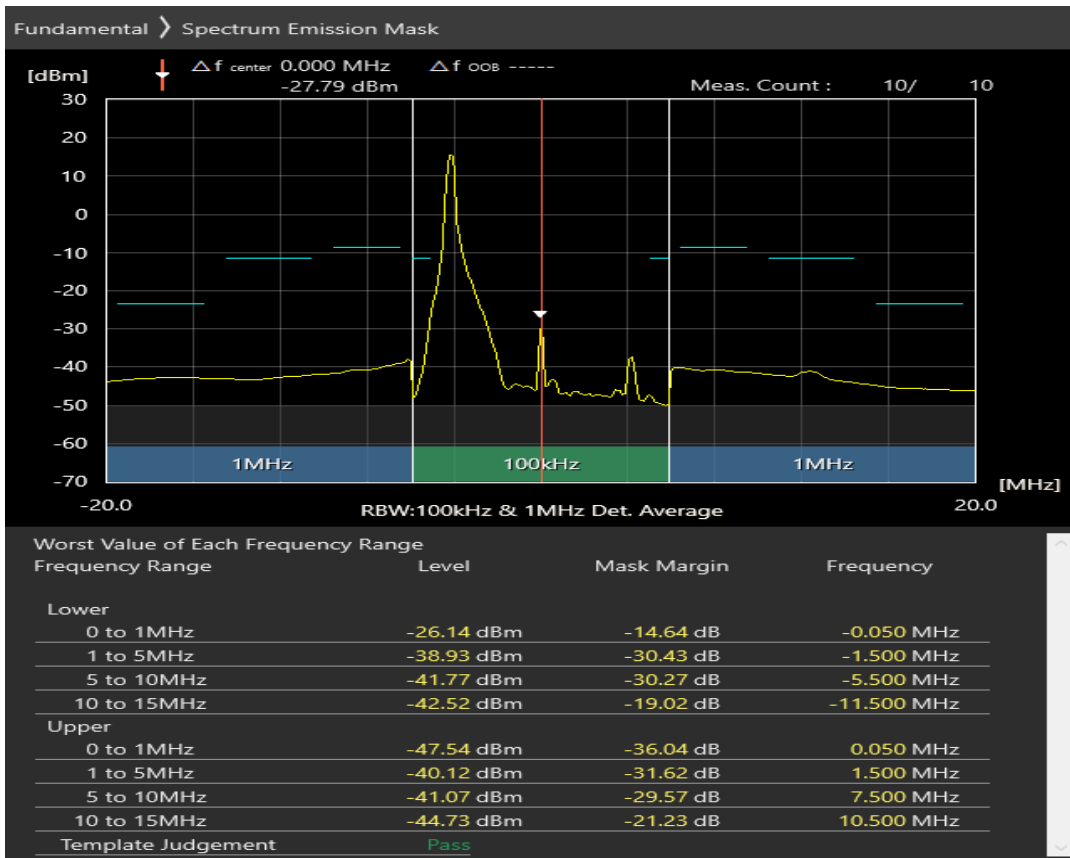 Fundamental ❯ Spectrum Emission Mask
[dBm]
△f center 0.000 MHz △f OOB -----
-27.79 dBm
Meas. Count : 10/ 10
30
20
10
0
-10
-20
-30
-40
-50
-60
-70
1MHz 100kHz 1MHz
[MHz]
-20.0 RBW:100kHz & 1MHz Det. Average 20.0
Worst Value of Each Frequency Range
Frequency Range Level Mask Margin Frequency
Lower
0 to 1MHz -26.14 dBm -14.64 dB -0.050 MHz
1 to 5MHz -38.93 dBm -30.43 dB -1.500 MHz
5 to 10MHz -41.77 dBm -30.27 dB -5.500 MHz
10 to 15MHz -42.52 dBm -19.02 dB -11.500 MHz
Upper
0 to 1MHz -47.54 dBm -36.04 dB 0.050 MHz
1 to 5MHz -40.12 dBm -31.62 dB 1.500 MHz
5 to 10MHz -41.07 dBm -29.57 dB 7.500 MHz
10 to 15MHz -44.73 dBm -21.23 dB 10.500 MHz
Template Judgement Pass